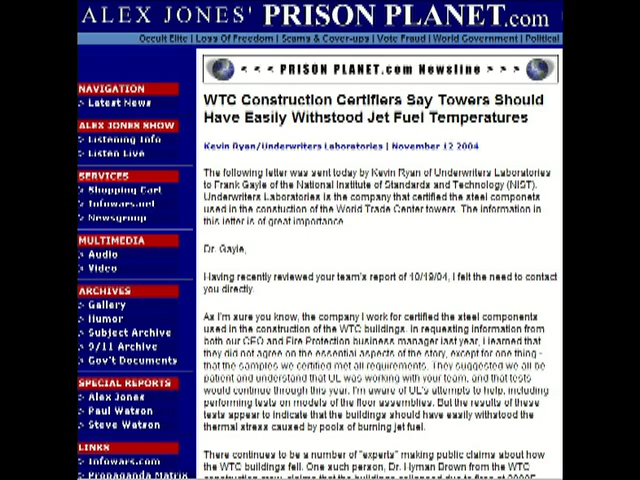 ALEX JONES' PRISON PLANET.com
Occult Elite | Loss Of Freedom | Scams & Cover-ups | Vote Fraud | World Government | Political
< < < PRISON PLANET.com Newsline > > >
NAVIGATION
> Latest News
ALEX JONES SHOW
> Listening Info
> Listen Live
SERVICES
> Shopping Cart
> Infowars.net
> Newsgroup
MULTIMEDIA
> Audio
> Video
ARCHIVES
> Gallery
> Humor
> Subject Archive
> 9/11 Archive
> Gov't Documents
SPECIAL REPORTS
> Alex Jones
> Paul Watson
> Steve Watson
LINKS
> Infowars.com
> Propaganda Matrix
WTC Construction Certifiers Say Towers Should
Have Easily Withstood Jet Fuel Temperatures
Kevin Ryan/Underwriters Laboratories | November 12 2004
The following letter was sent today by Kevin Ryan of Underwriters Laboratories
to Frank Gayle of the National Institute of Standards and Technology (NIST).
Underwriters Laboratories is the company that certified the steel componets
used in the constuction of the World Trade Center towers. The information in
this letter is of great importance.
Dr. Gayle,
Having recently reviewed your team's report of 10/19/04, I felt the need to contact
you directly.
As I'm sure you know, the company I work for certified the steel components
used in the construction of the WTC buildings. In requesting information from
both our CEO and Fire Protection business manager last year, I learned that
they did not agree on the essential aspects of the story, except for one thing -
that the samples we certified met all requirements. They suggested we all be
patient and understand that UL was working with your team, and that tests
would continue through this year. I'm aware of UL's attempts to help, including
performing tests on models of the floor assemblies. But the results of these
tests appear to indicate that the buildings should have easily withstood the
thermal stress caused by pools of burning jet fuel.
There continues to be a number of "experts" making public claims about how
the WTC buildings fell. One such person, Dr. Hyman Brown from the WTC
construction crew, claims that the buildings collapsed due to fires at 2000F